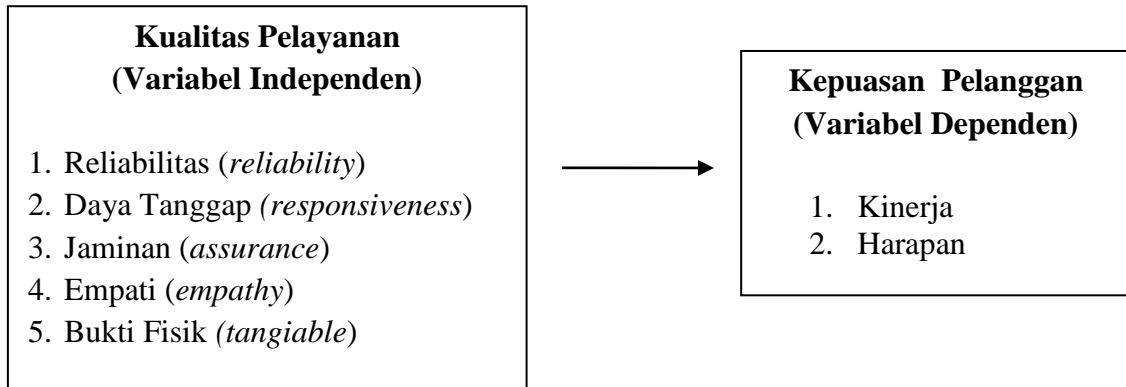 Kualitas Pelayanan
(Variabel Independen)
1. Reliabilitas (reliability)
2. Daya Tanggap (responsiveness)
3. Jaminan (assurance)
4. Empati (empathy)
5. Bukti Fisik (tangiable)
Kepuasan Pelanggan
(Variabel Dependen)
1. Kinerja
2. Harapan